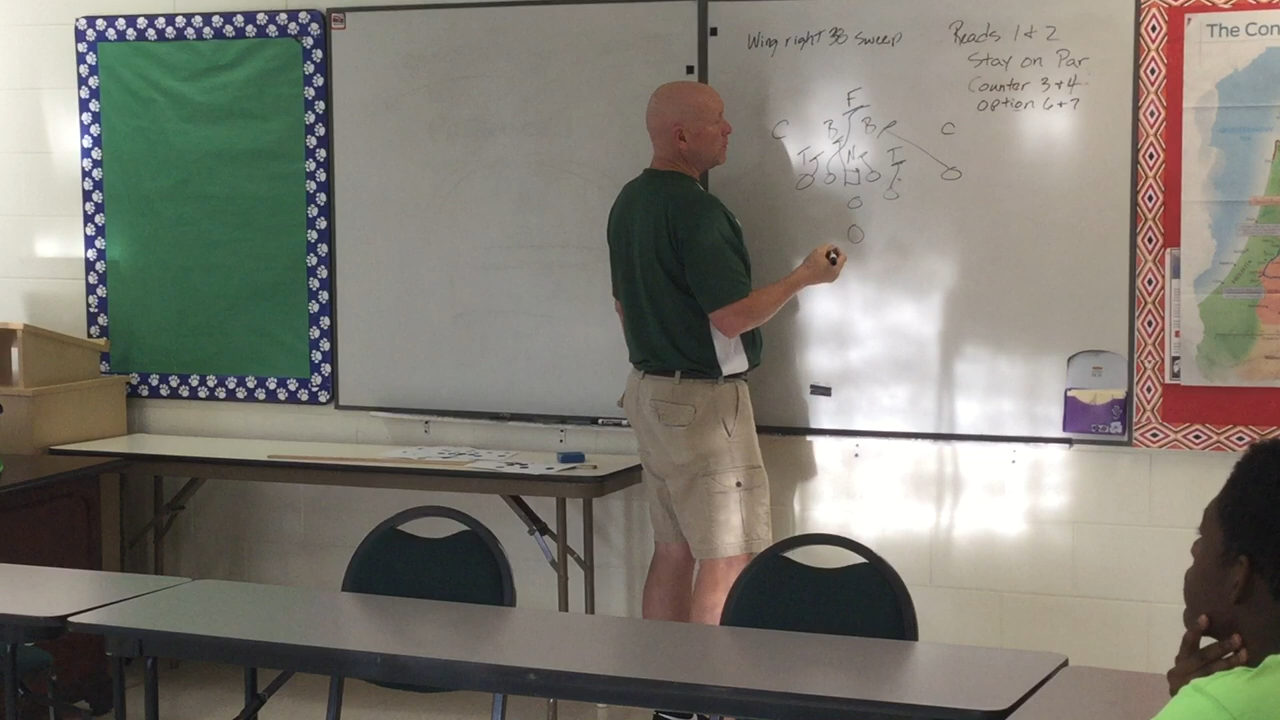 Wing right 38 sweep
Reads 1 & 2
Stay on Par
Counter 3 + 4
option 6 + 7
F
C B B R C
T N T
The Con